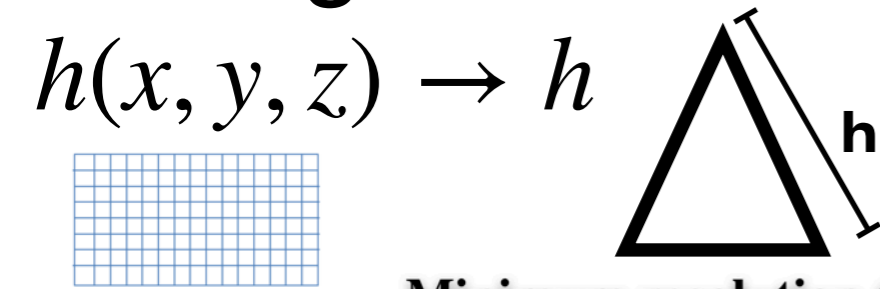 h(x, y, z) → h
h